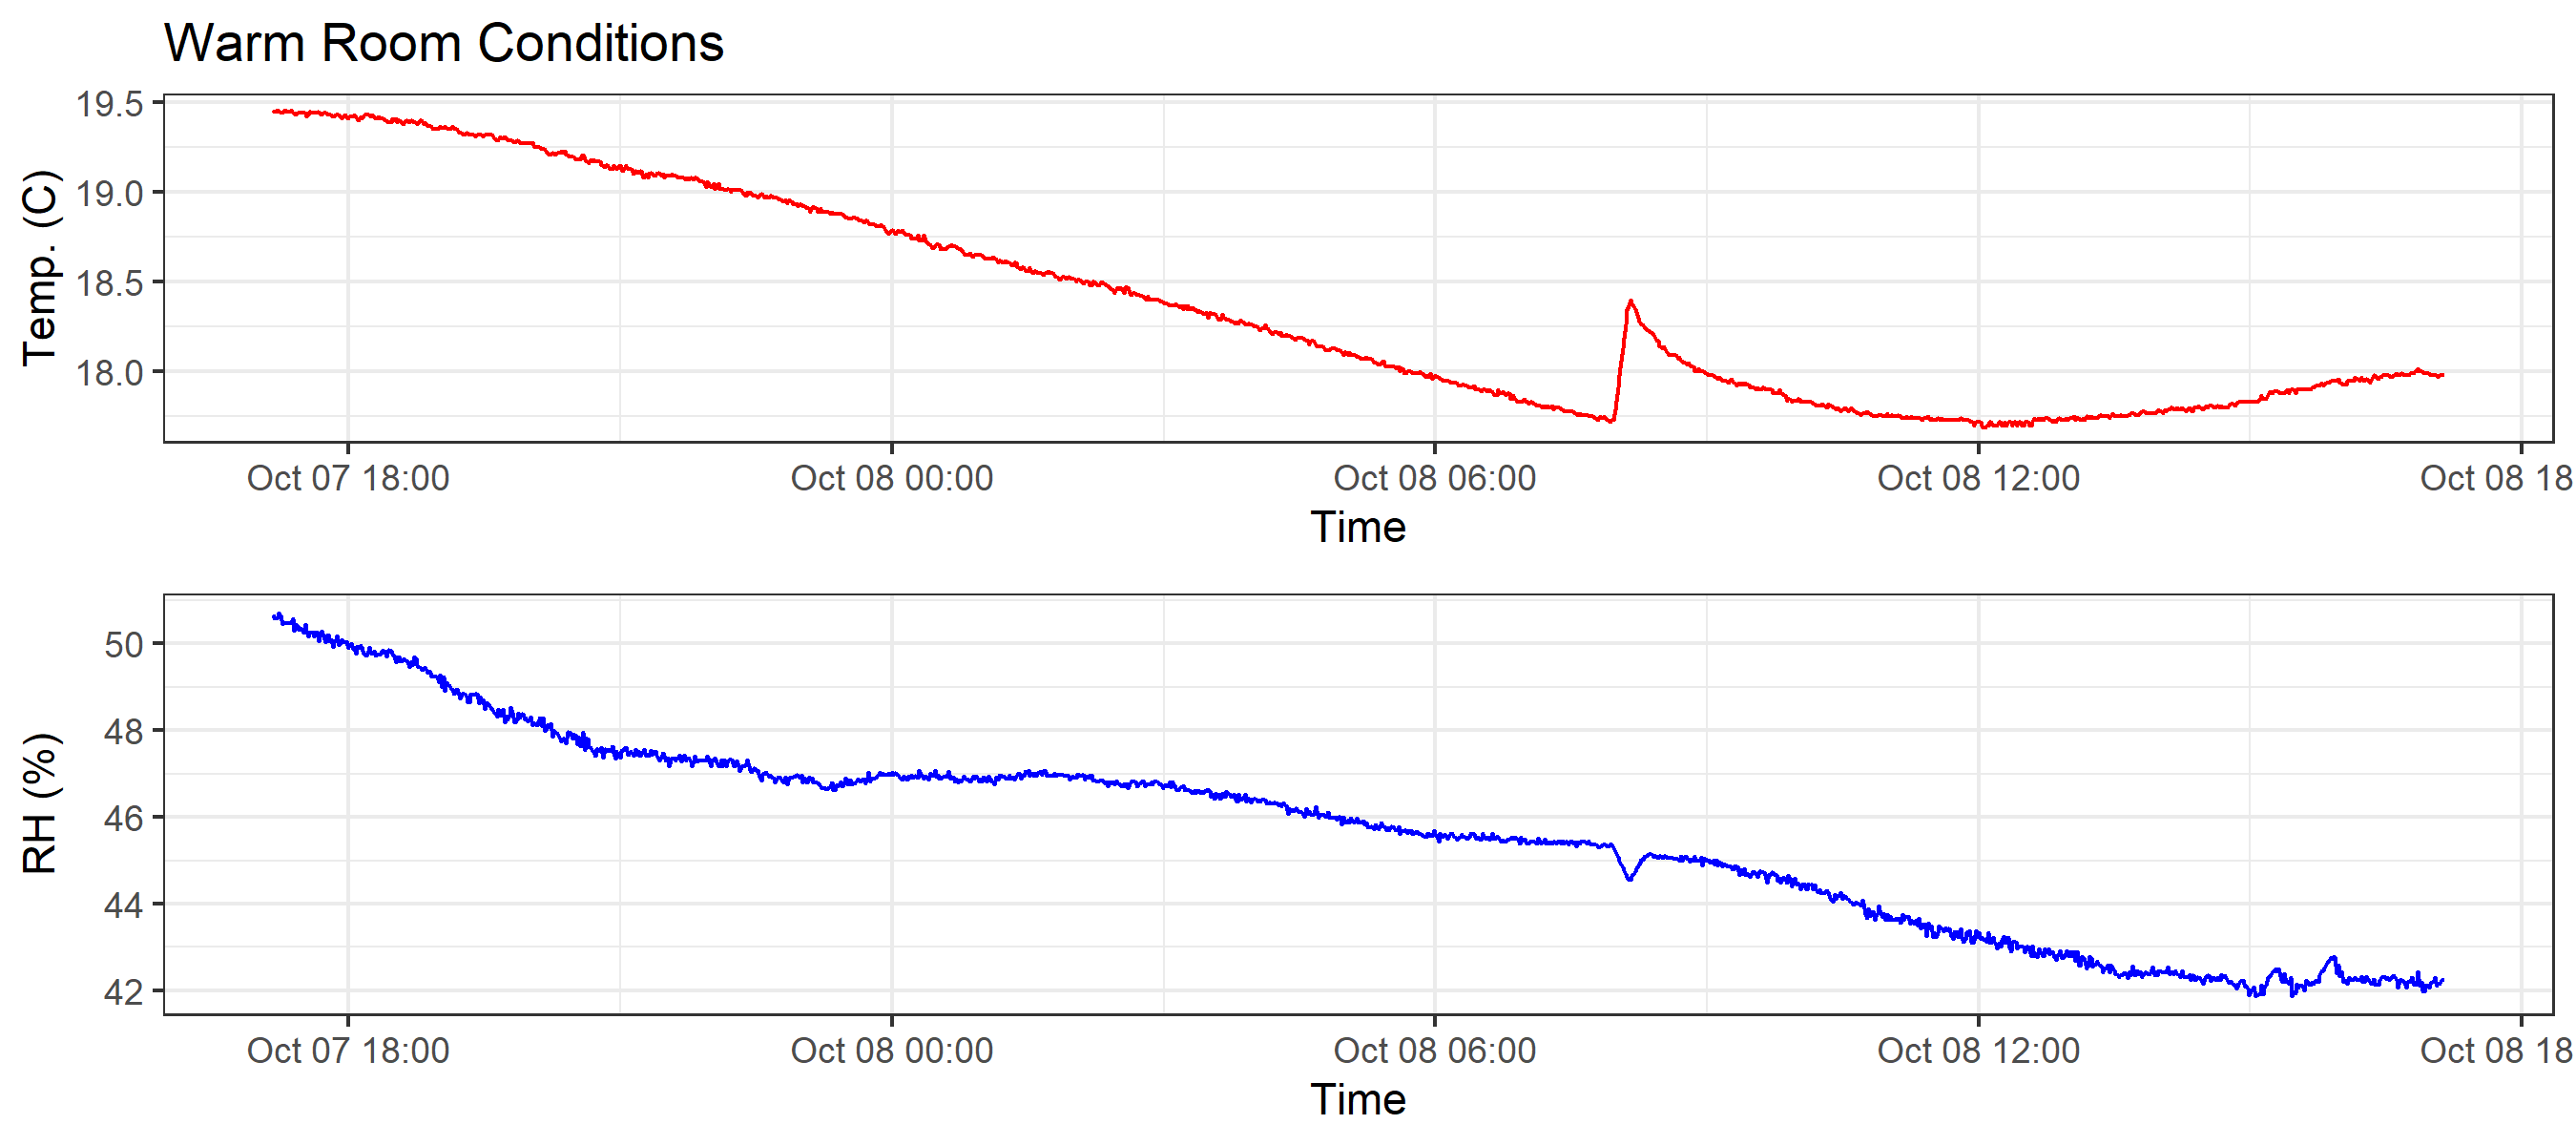 Warm Room Conditions
Temp. (C)
19.5
19.0
18.5
18.0
Oct 07 18:00 Oct 08 00:00 Oct 08 06:00 Oct 08 12:00 Oct 08 18
Time
RH (%)
50
48
46
44
42
Oct 07 18:00 Oct 08 00:00 Oct 08 06:00 Oct 08 12:00 Oct 08 18
Time